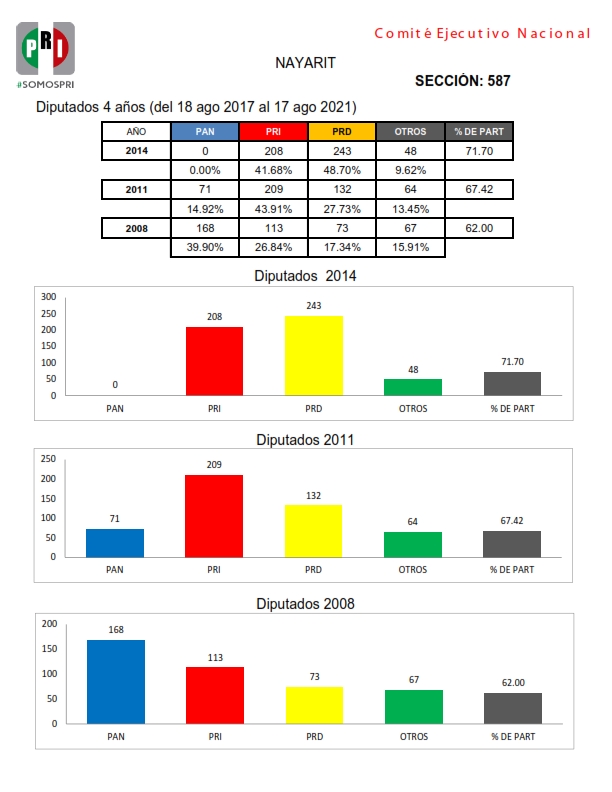 Comité Ejecutivo Nacional
PRI
#SOMOSPRI
NAYARIT
SECCIÓN: 587
Diputados 4 años (del 18 ago 2017 al 17 ago 2021)
AÑO PAN PRI PRD OTROS % DE PART
2014 0 208 243 48 71.70
0.00% 41.68% 48.70% 9.62%
2011 71 209 132 64 67.42
14.92% 43.91% 27.73% 13.45%
2008 168 113 73 67 62.00
39.90% 26.84% 17.34% 15.91%
Diputados 2014
300
250
200
150
100
50
0
0 208 243 48 71.70
PAN PRI PRD OTROS % DE PART
Diputados 2011
250
200
150
100
50
0
71 209 132 64 67.42
PAN PRI PRD OTROS % DE PART
Diputados 2008
200
150
100
50
0
168 113 73 67 62.00
PAN PRI PRD OTROS % DE PART